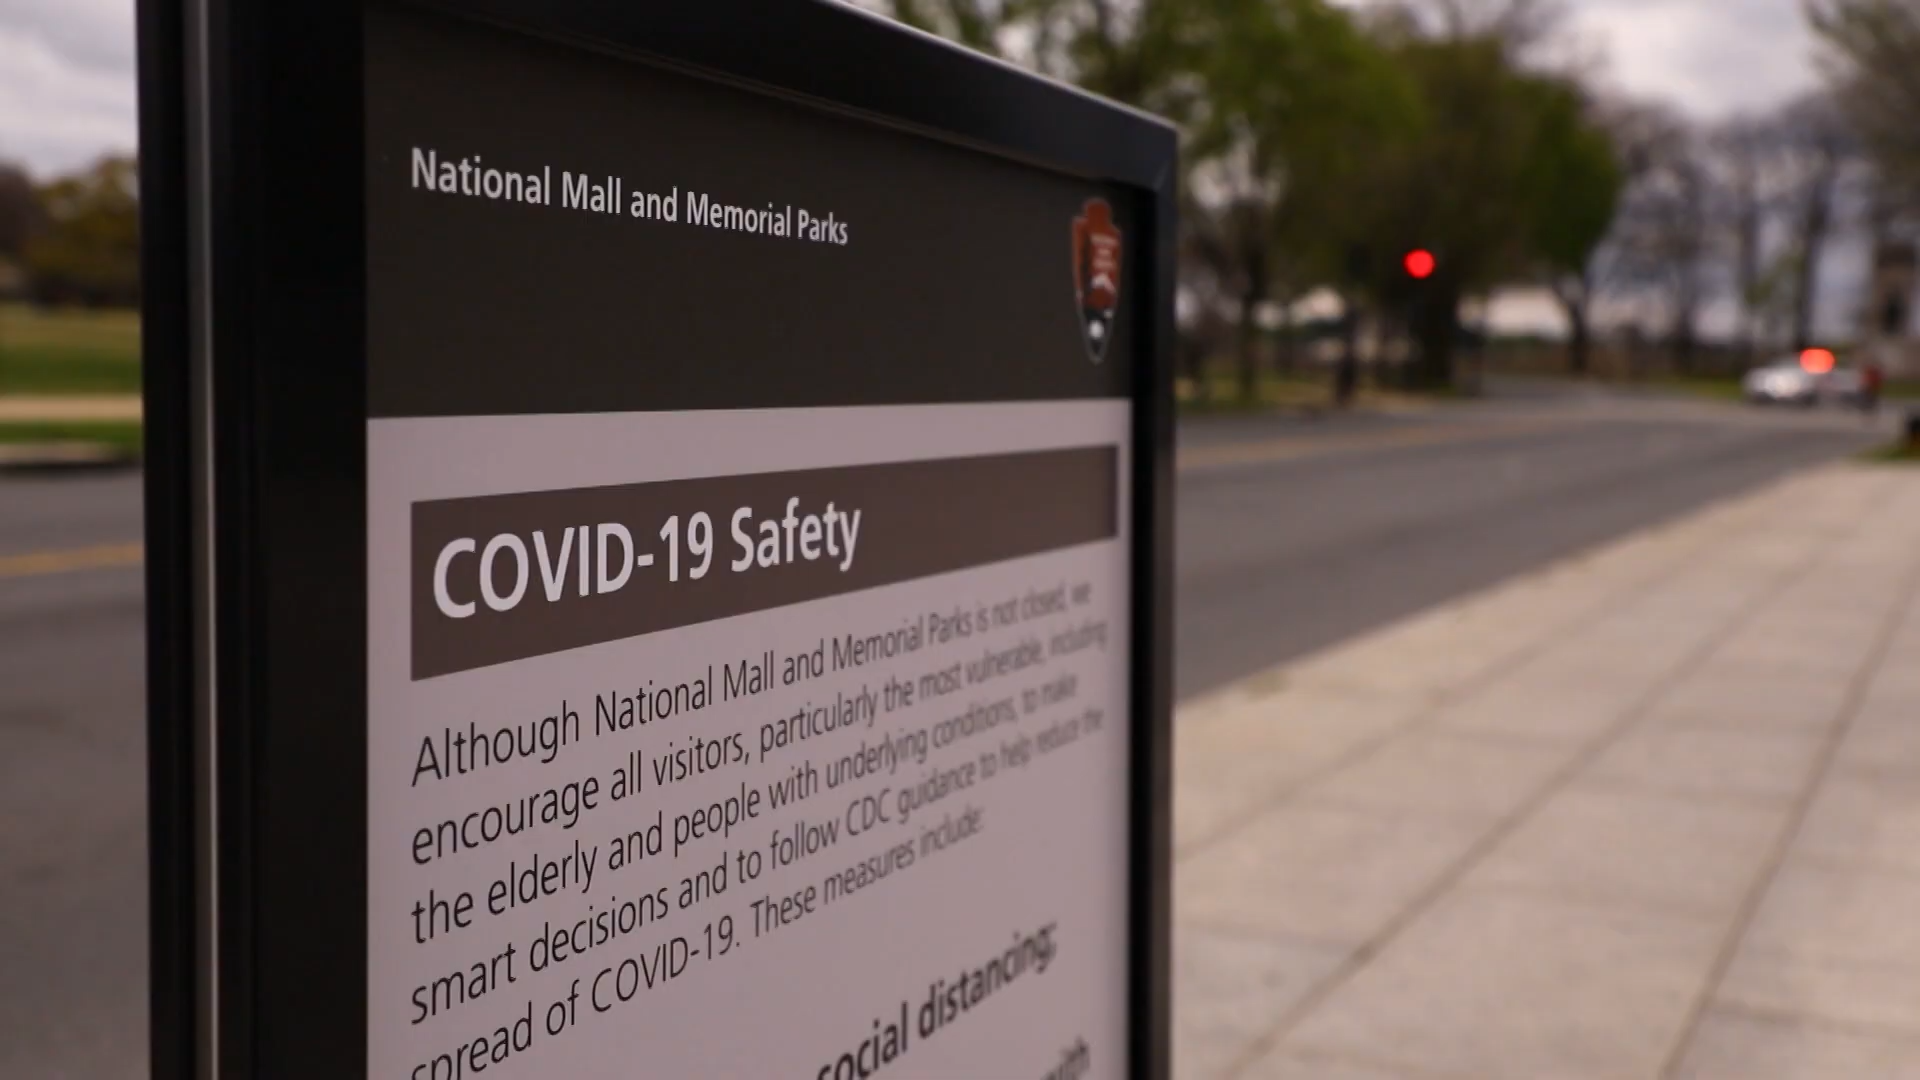 National Mall and Memorial Parks
COVID-19 Safety
Although National Mall and Memorial Parks is not closed, we
encourage all visitors, particularly the most vulnerable, including
the elderly and people with underlying conditions, to make
smart decisions and to follow CDC guidance to help reduce the
spread of COVID-19. These measures include:
social distancing;
with